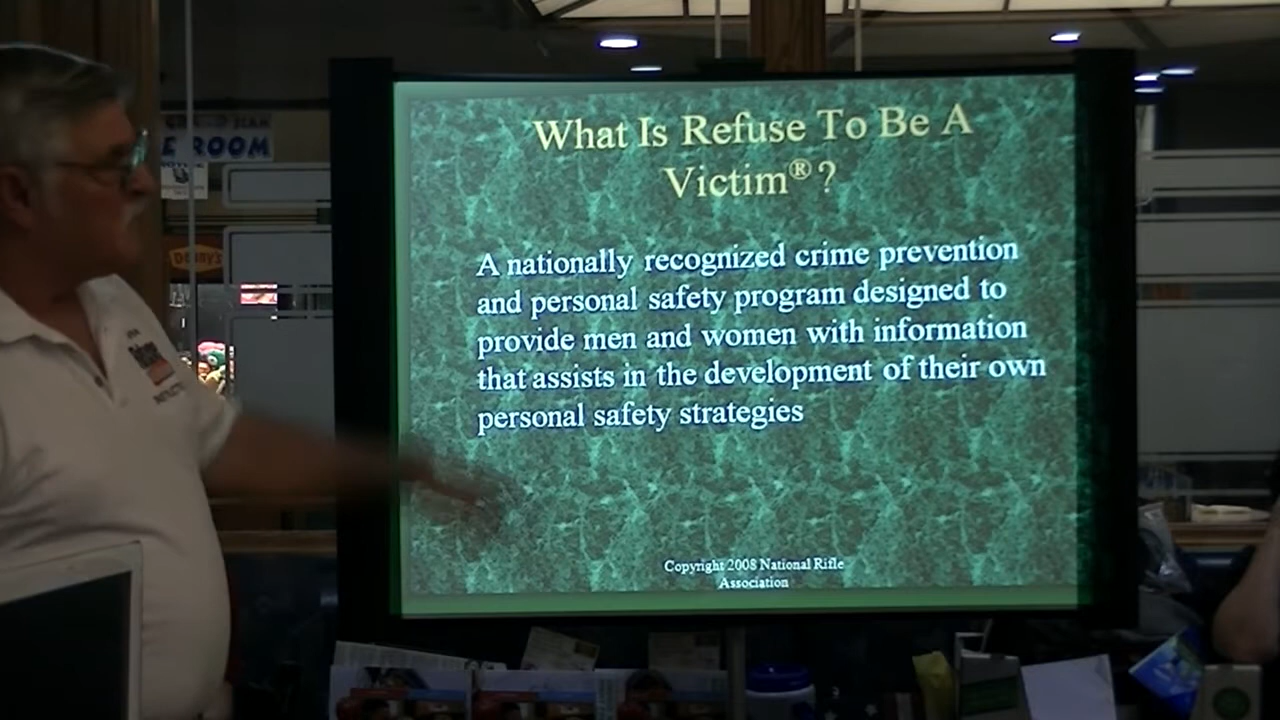 What Is Refuse To Be A
Victim®?
A nationally recognized crime prevention
and personal safety program designed to
provide men and women with information
that assists in the development of their own
personal safety strategies
Copyright 2008 National Rifle
Association
ROOM
Denny's